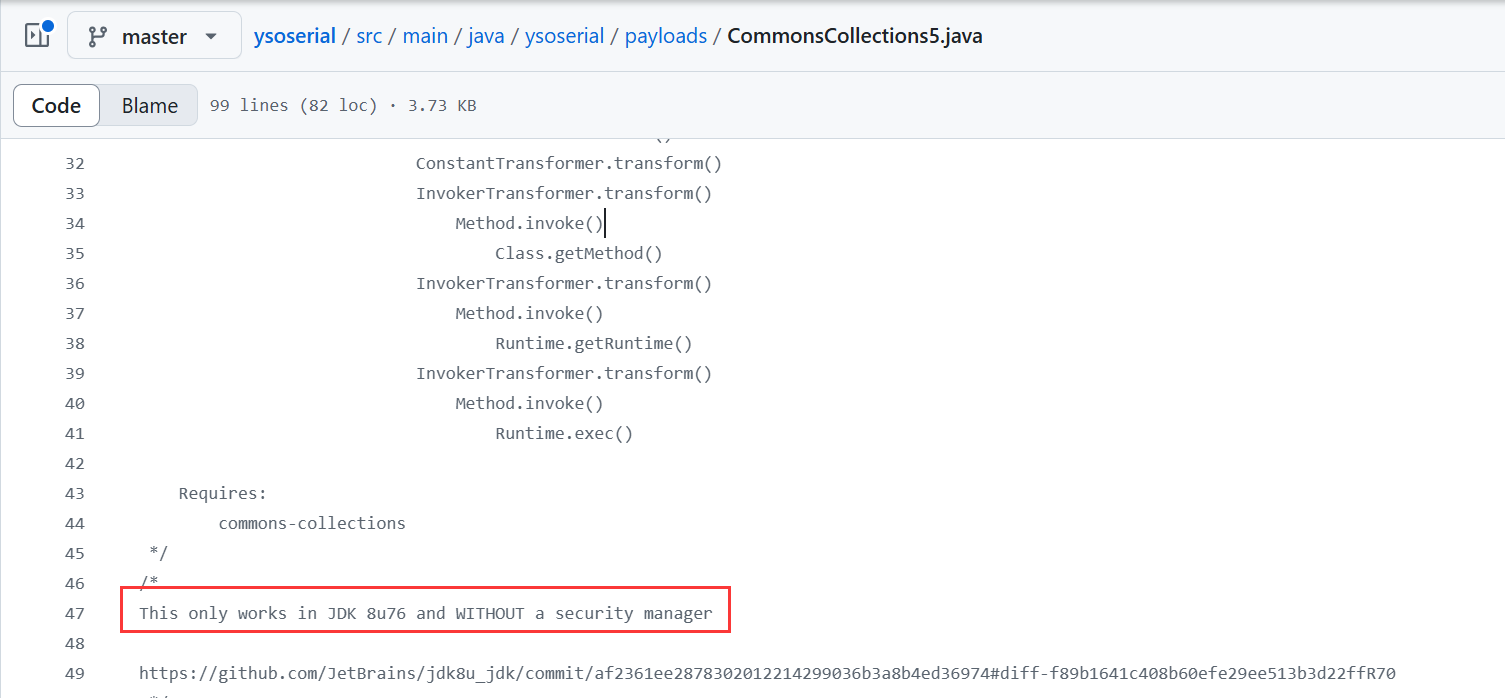 master ysoserial / src / main / java / ysoserial / payloads / CommonsCollections5.java
Code Blame 99 lines (82 loc) · 3.73 KB
32 ConstantTransformer.transform()
33 InvokerTransformer.transform()
34 Method.invoke()
35 Class.getMethod()
36 InvokerTransformer.transform()
37 Method.invoke()
38 Runtime.getRuntime()
39 InvokerTransformer.transform()
40 Method.invoke()
41 Runtime.exec()
42
43 Requires:
44 commons-collections
45 */
46 /*
47 This only works in JDK 8u76 and WITHOUT a security manager
48
49 https://github.com/JetBrains/jdk8u_jdk/commit/af2361ee2878302012214299036b3a8b4ed36974#diff-f89b1641c408b60efe29ee513b3d22ffR70